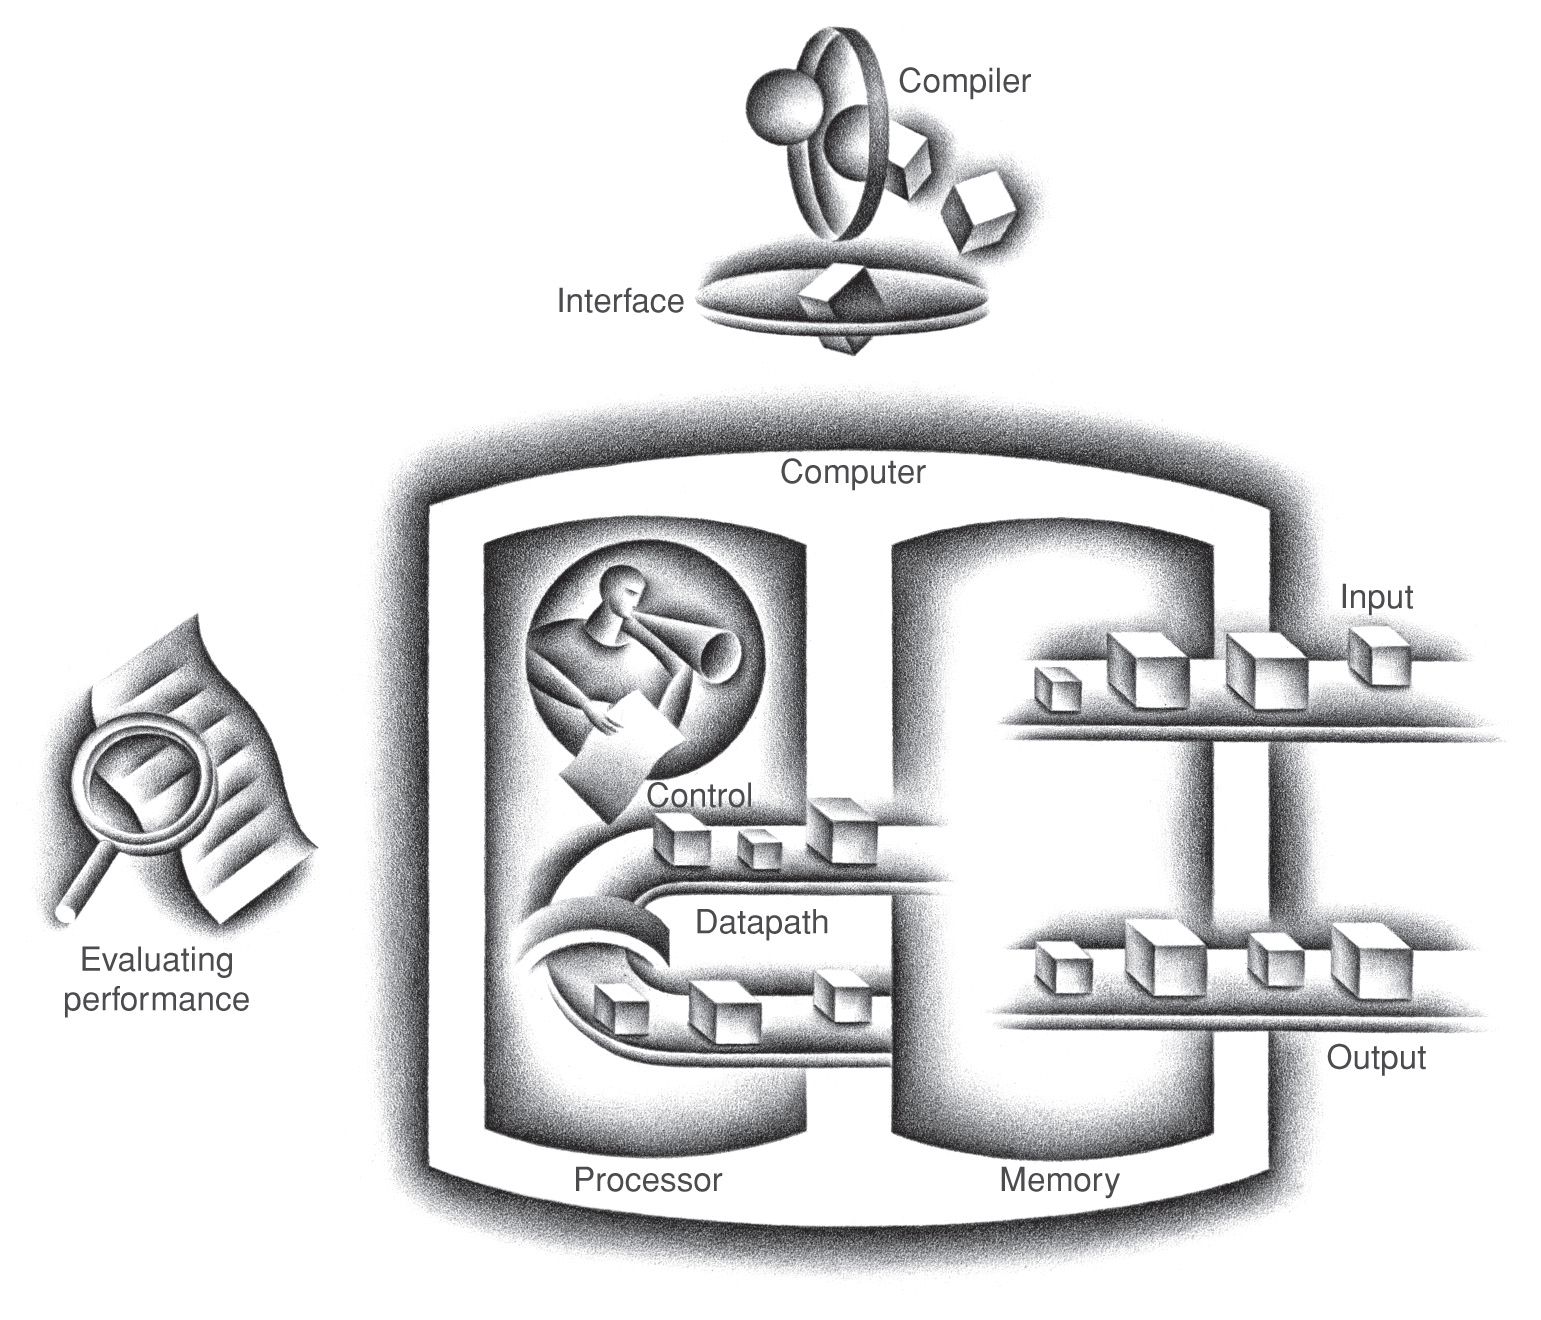 Compiler
Interface
Computer
Input
Control
Datapath
Evaluating
performance
Output
Processor
Memory